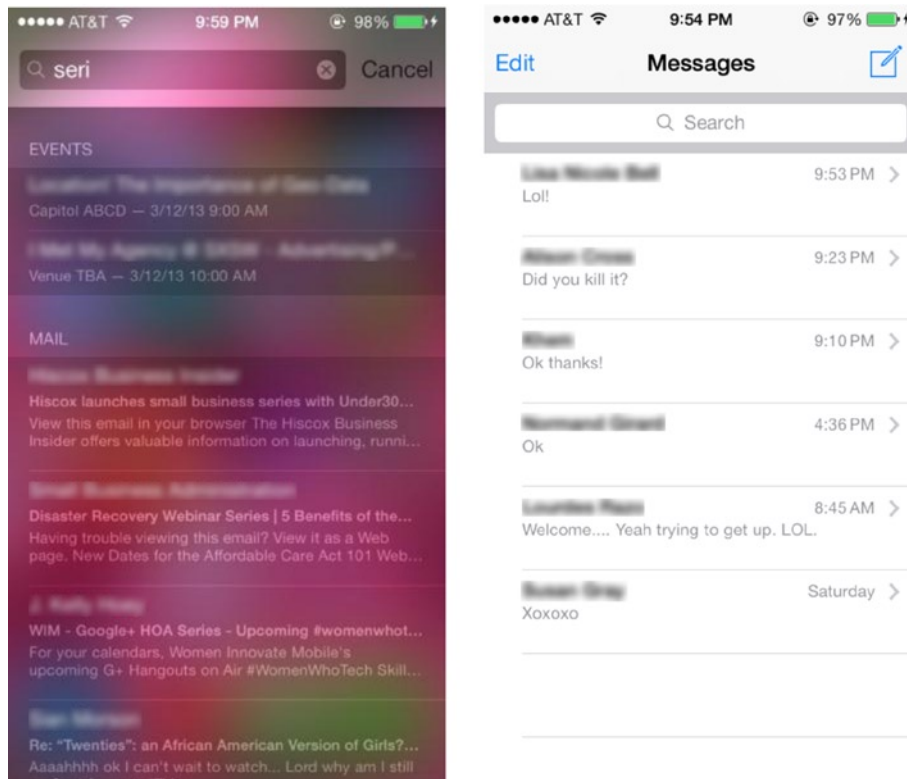 AT&T 9:59 PM 98%
seri Cancel
EVENTS
Capitol ABCD — 3/12/13 9:00 AM
Venue TBA — 3/12/13 10:00 AM
MAIL
Hiscox launches small business series with Under30...
View this email in your browser The Hiscox Business
Insider offers valuable information on launching, runni...
Disaster Recovery Webinar Series | 5 Benefits of the...
Having trouble viewing this email? View it as a Web
page. New Dates for the Affordable Care Act 101 Web...
WIM - Google+ HOA Series - Upcoming #womenwhot...
For your calendars, Women Innovate Mobile's
upcoming G+ Hangouts on Air #WomenWhoTech Skill...
Re: “Twenties”: an African American Version of Girls?...
Aaaahhhh ok I can't wait to watch... Lord why am I still
AT&T 9:54 PM 97%
Edit Messages
Search
9:53 PM
Lol!
9:23 PM
Did you kill it?
9:10 PM
Ok thanks!
4:36 PM
Ok
8:45 AM
Welcome.... Yeah trying to get up. LOL.
Saturday
Xoxoxo